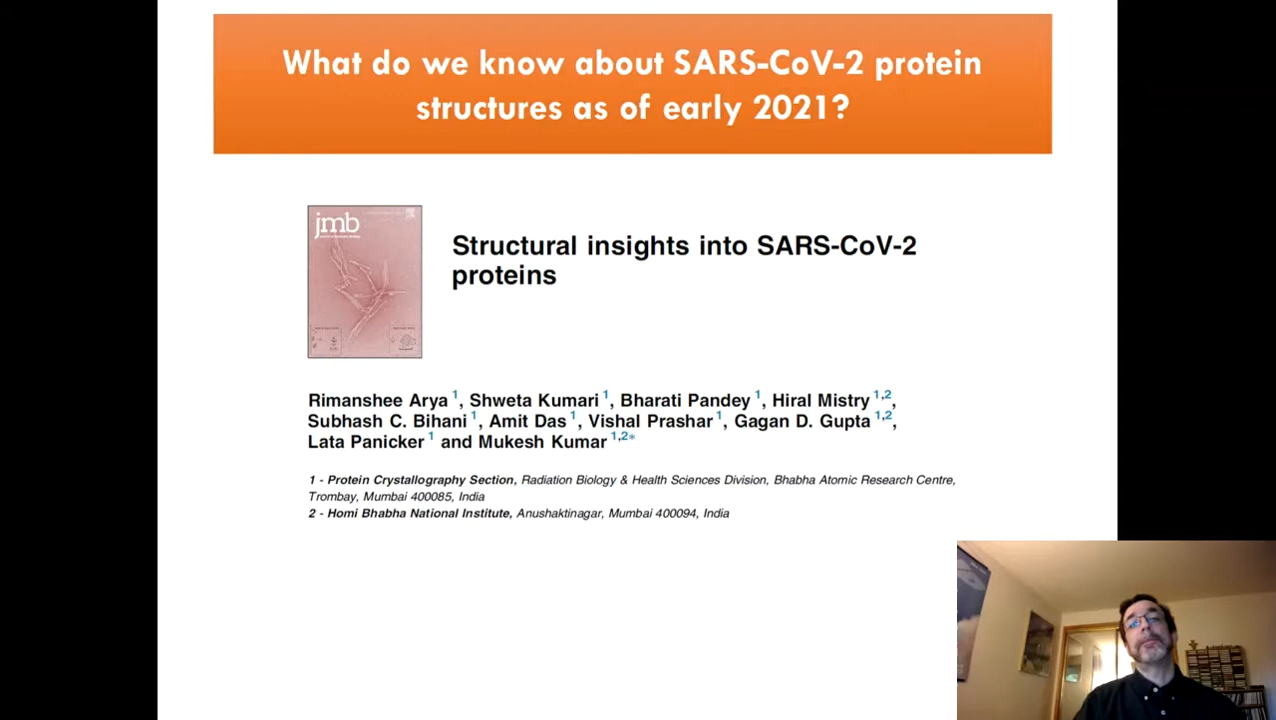 What do we know about SARS-CoV-2 protein
structures as of early 2021?
jmb
Structural insights into SARS-CoV-2
proteins
Rimanshee Arya 1, Shweta Kumari 1, Bharati Pandey 1, Hiral Mistry 1,2,
Subhash C. Bihani 1, Amit Das 1, Vishal Prashar 1, Gagan D. Gupta 1,2,
Lata Panicker 1 and Mukesh Kumar 1,2*
1 - Protein Crystallography Section, Radiation Biology & Health Sciences Division, Bhabha Atomic Research Centre,
Trombay, Mumbai 400085, India
2 - Homi Bhabha National Institute, Anushaktinagar, Mumbai 400094, India